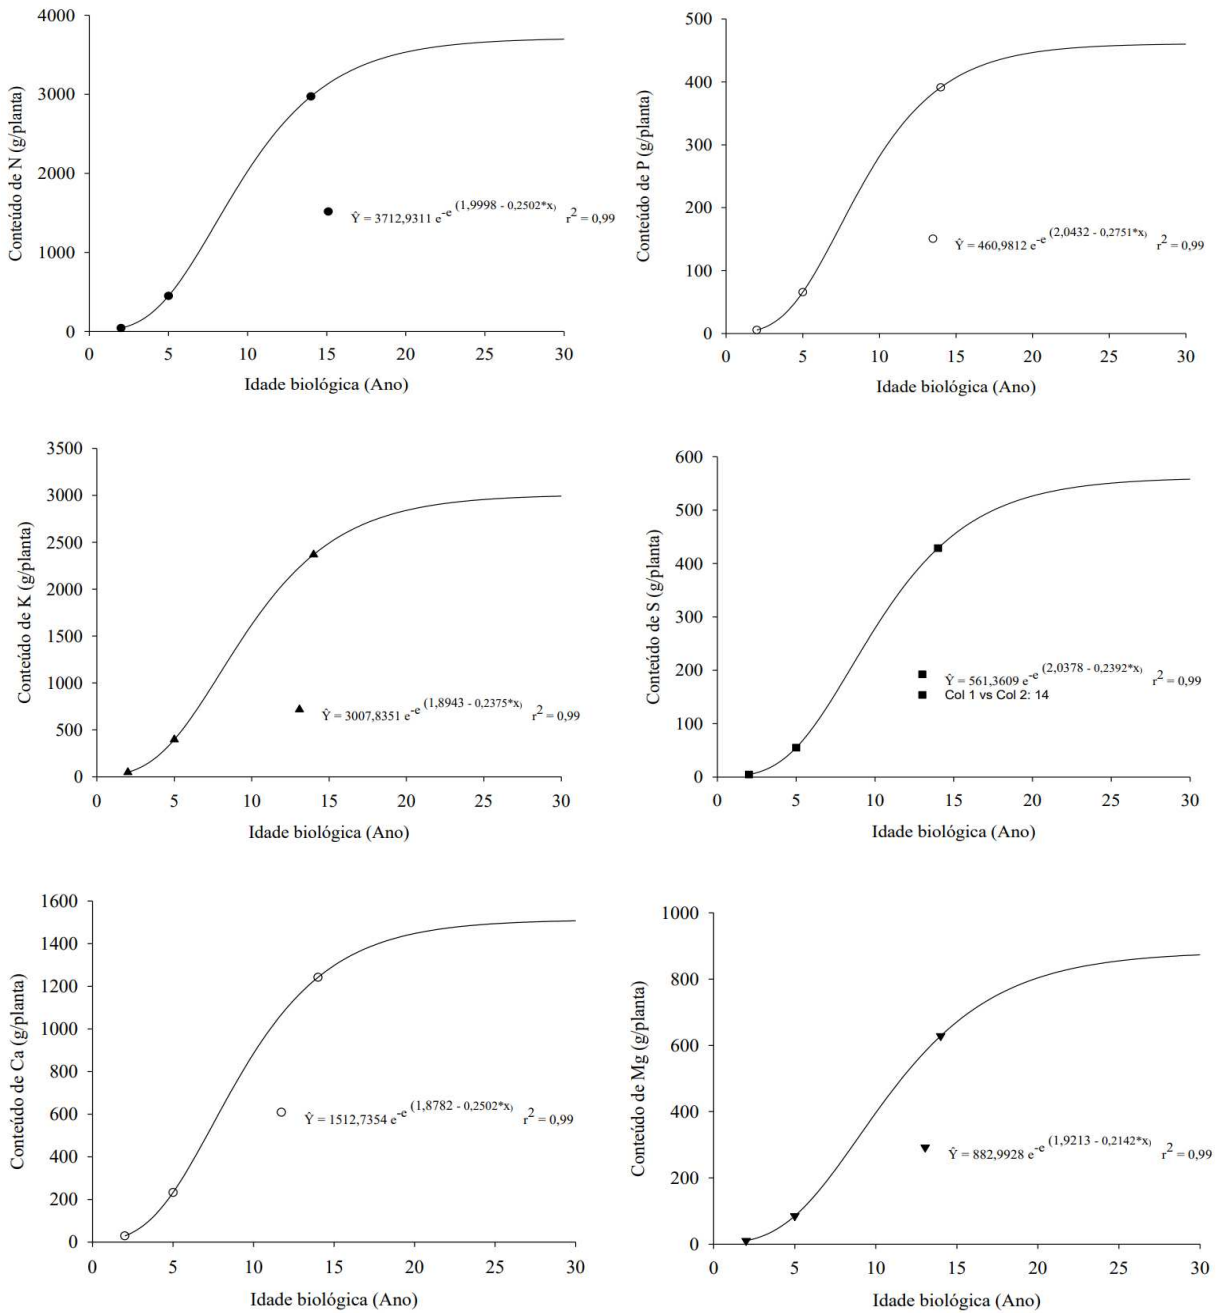 4000
3000
2000
1000
0
Conteúdo de N (g/planta)
Ŷ = 3712,9311 e^-e^(1,9998 - 0,2502*x) r² = 0,99
0 5 10 15 20 25 30
Idade biológica (Ano)
500
400
300
200
100
0
Conteúdo de P (g/planta)
Ŷ = 460,9812 e^-e^(2,0432 - 0,2751*x) r² = 0,99
0 5 10 15 20 25 30
Idade biológica (Ano)
3500
3000
2500
2000
1500
1000
500
0
Conteúdo de K (g/planta)
Ŷ = 3007,8351 e^-e^(1,8943 - 0,2375*x) r² = 0,99
0 5 10 15 20 25 30
Idade biológica (Ano)
600
500
400
300
200
100
0
Conteúdo de S (g/planta)
Ŷ = 561,3609 e^-e^(2,0378 - 0,2392*x) r² = 0,99
Col 1 vs Col 2: 14
0 5 10 15 20 25 30
Idade biológica (Ano)
1600
1400
1200
1000
800
600
400
200
0
Conteúdo de Ca (g/planta)
Ŷ = 1512,7354 e^-e^(1,8782 - 0,2502*x) r² = 0,99
0 5 10 15 20 25 30
Idade biológica (Ano)
1000
800
600
400
200
0
Conteúdo de Mg (g/planta)
Ŷ = 882,9928 e^-e^(1,9213 - 0,2142*x) r² = 0,99
0 5 10 15 20 25 30
Idade biológica (Ano)